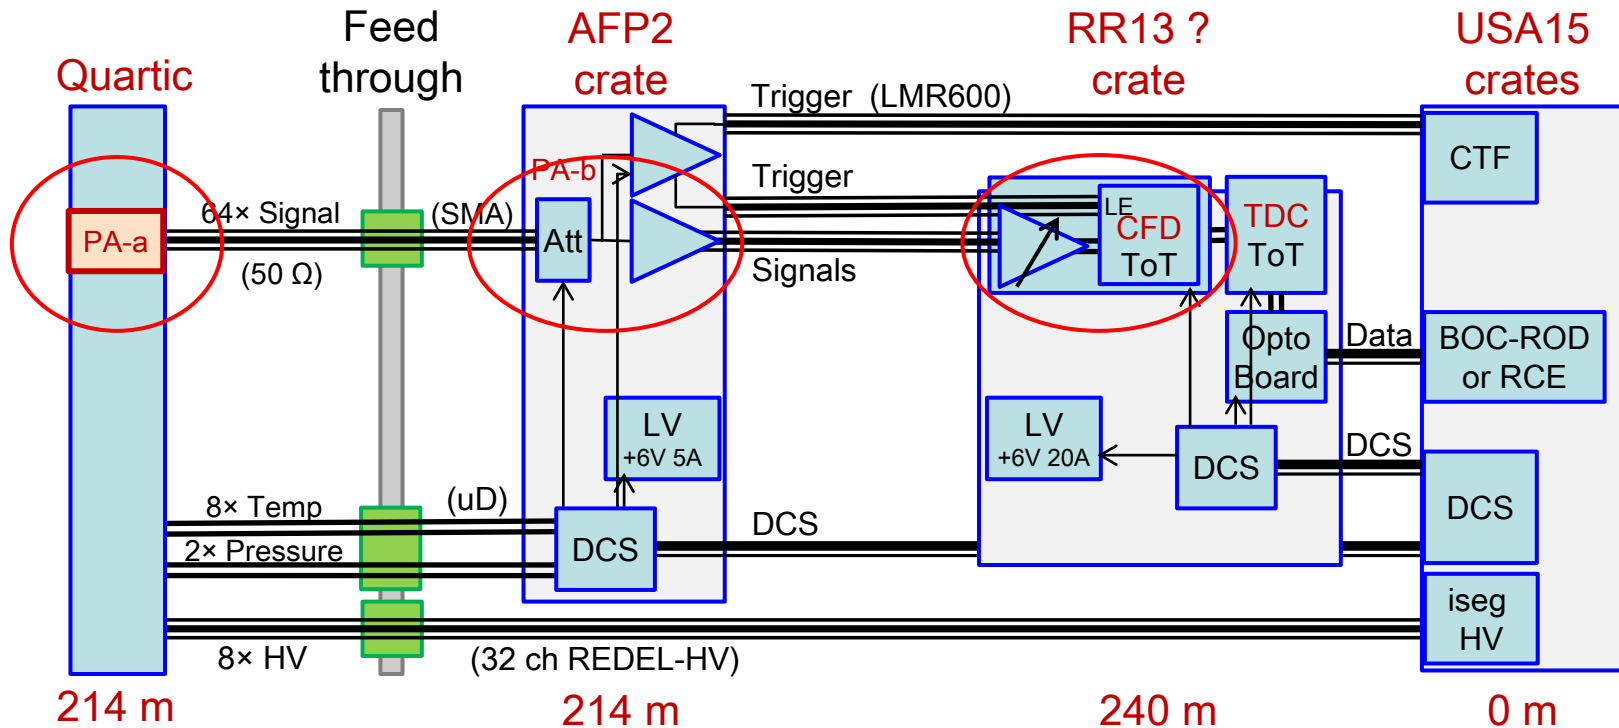 Quartic
Feed
through
AFP2
crate
RR13 ?
crate
USA15
crates
Trigger (LMR600)
CTF
PA-b
Trigger
64× Signal
(SMA)
PA-a
(50 Ω)
Att
Signals
LE
CFD
ToT
TDC
ToT
Opto
Board
Data
BOC-ROD
or RCE
LV
+6V 5A
LV
+6V 20A
DCS
DCS
DCS
8× Temp
(uD)
2× Pressure
DCS
DCS
iseg
HV
8× HV
(32 ch REDEL-HV)
214 m
214 m
240 m
0 m